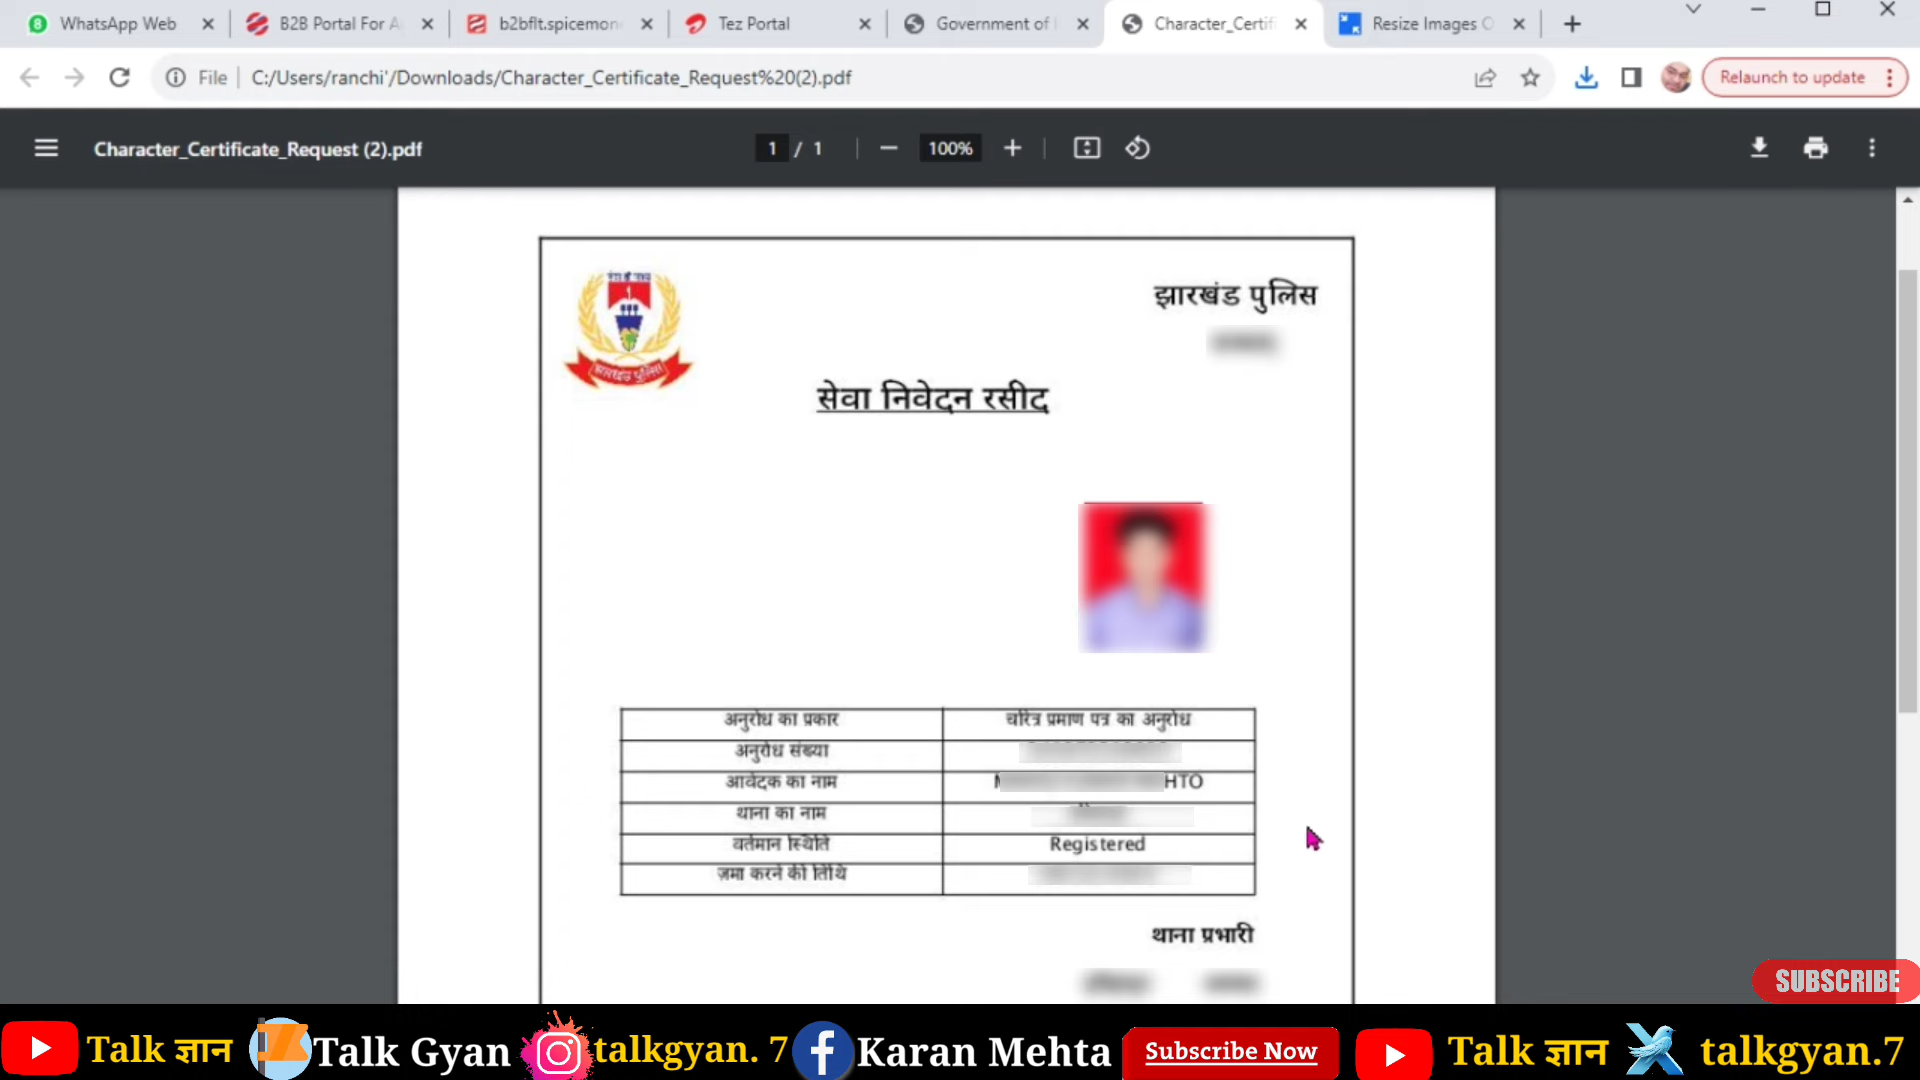 WhatsApp Web
B2B Portal For A
b2bflt.spicemon
Tez Portal
Government of
Character_Certifi
Resize Images O
File
C:/Users/ranchi'/Downloads/Character_Certificate_Request%20(2).pdf
Relaunch to update
Character_Certificate_Request (2).pdf
1 / 1
100%
झारखंड पुलिस
झारखंड पुलिस
सेवा निवेदन रसीद
अनुरोध का प्रकार चरित्र प्रमाण पत्र का अनुरोध
अनुरोध संख्या
आवेदक का नाम HTO
थाना का नाम
वर्तमान स्थिति Registered
ज़मा करने की तिथि
थाना प्रभारी
SUBSCRIBE
Talk ज्ञान Talk Gyan talkgyan. 7 Karan Mehta Subscribe Now Talk ज्ञान talkgyan.7